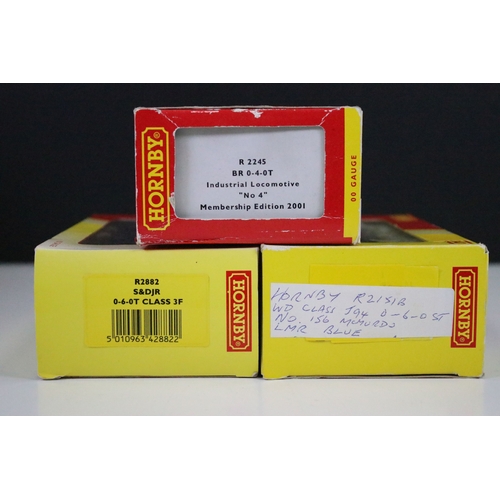 HORNBY®
R 2245
BR 0-4-0T
Industrial Locomotive
"No 4"
Membership Edition 2001
00 GAUGE
R2882
S&DJR
0-6-0T CLASS 3F
5 010963 428822
HORNBY
HORNBY R2151B
WD CLASS J94 0-6-0 ST
NO. 156 MCMURDO
LMR BLUE
HORNBY